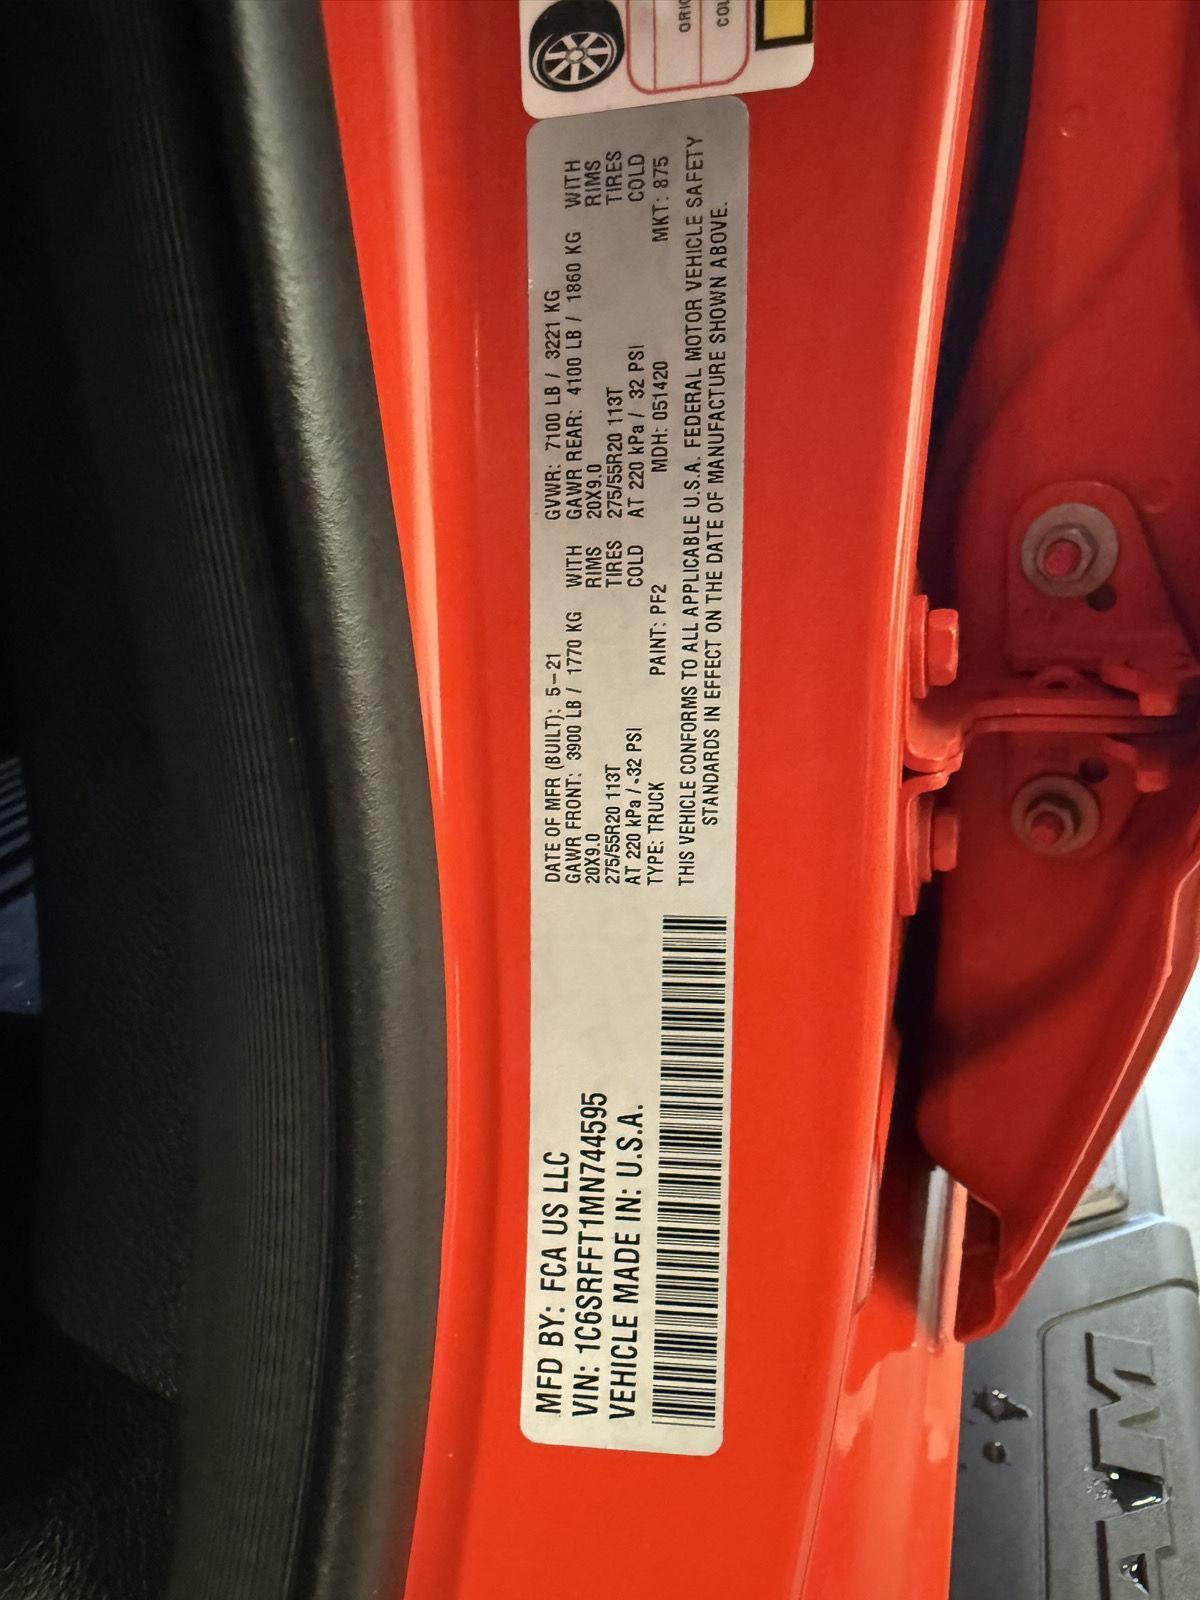 ORIG
COL
MFD BY: FCA US LLC
VIN: 1C6SRFFT1MN744595
VEHICLE MADE IN: U.S.A.
DATE OF MFR (BUILT): 5-21 GVWR: 7100 LB / 3221 KG
GAWR FRONT: 3900 LB / 1770 KG WITH GAWR REAR: 4100 LB / 1860 KG WITH
20X9.0 RIMS 20X9.0 RIMS
275/55R20 113T TIRES 275/55R20 113T TIRES
AT 220 kPa / 32 PSI COLD AT 220 kPa / 32 PSI COLD
TYPE: TRUCK PAINT: PF2 MDH: 051420 MKT: 875
THIS VEHICLE CONFORMS TO ALL APPLICABLE U.S.A. FEDERAL MOTOR VEHICLE SAFETY
STANDARDS IN EFFECT ON THE DATE OF MANUFACTURE SHOWN ABOVE.
AM